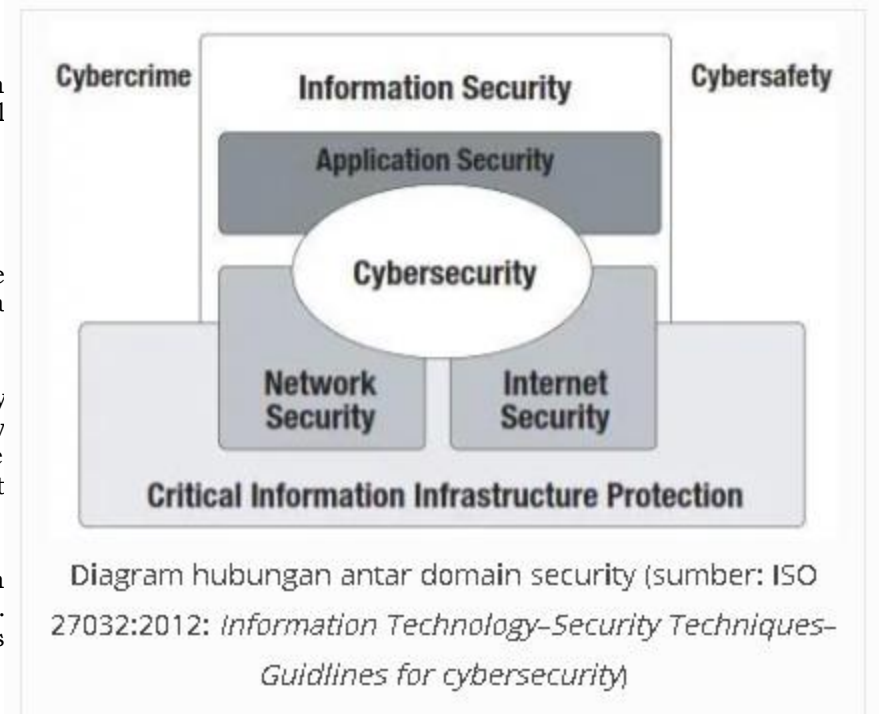 Cybercrime
Information Security
Cybersafety
Application Security
Cybersecurity
Network
Security
Internet
Security
Critical Information Infrastructure Protection
Diagram hubungan antar domain security (sumber: ISO
27032:2012: Information Technology–Security Techniques–
Guidlines for cybersecurity)